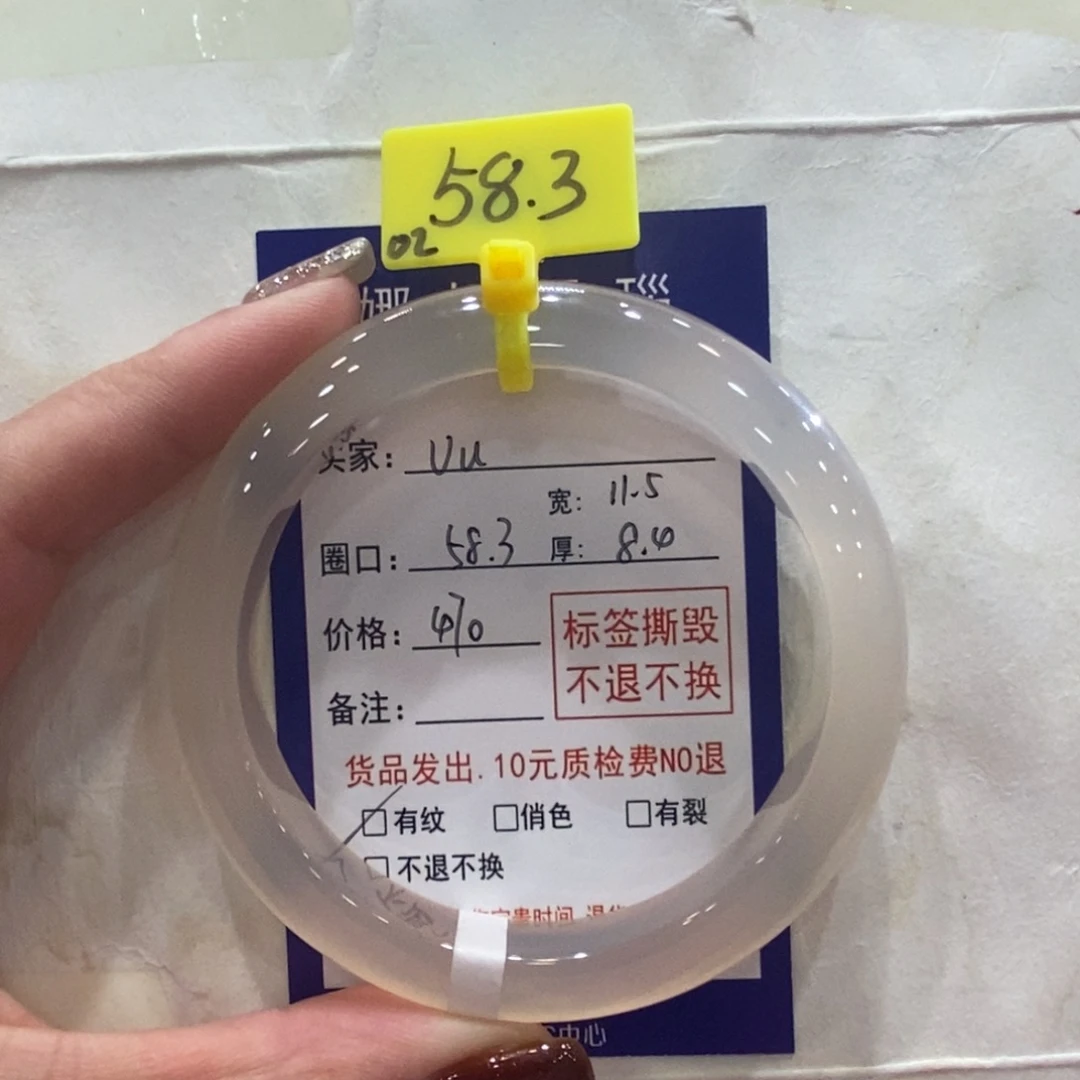 58.3
02
买家: UU
宽: 11.5
圈口: 58.3 厚: 8.4
价格: 470
标签撕毁
不退不换
备注:
货品发出.10元质检费NO退
□有纹 □俏色 □有裂
□不退不换
中心